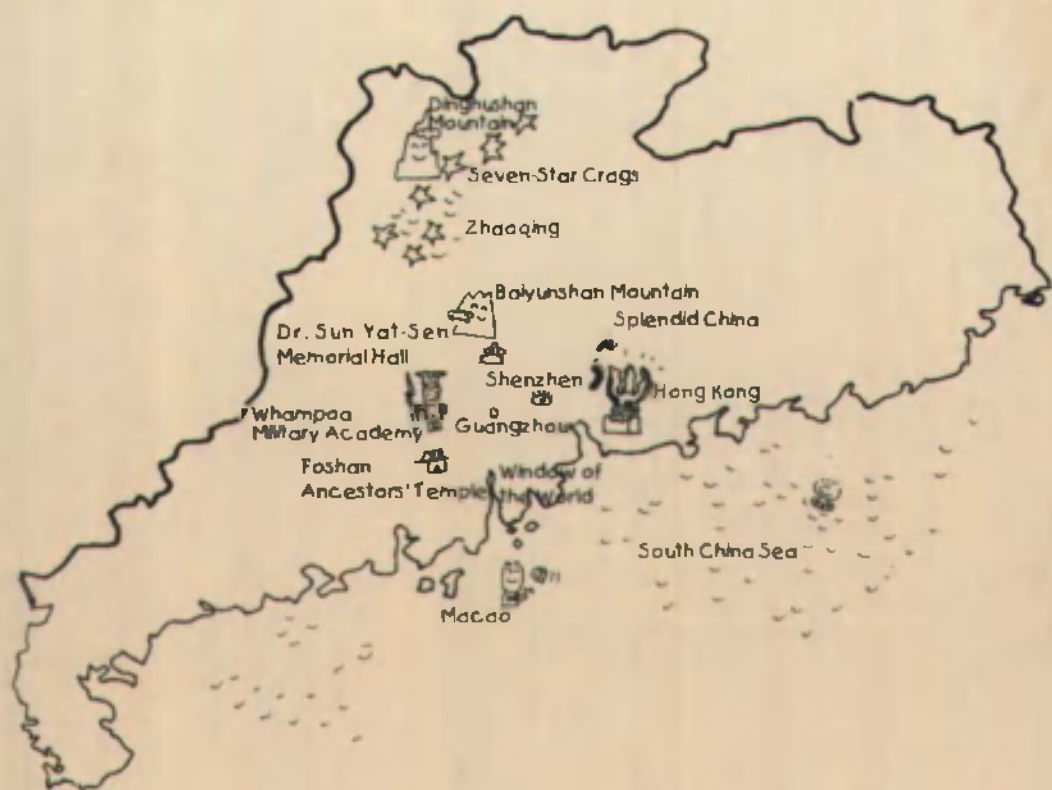 Dinghushan
Mountain
Seven-Star Crags
Zhaoqing
Baiyunshan Mountain
Splendid China
Dr. Sun Yat-Sen
Memorial Hall
Shenzhen
Hong Kong
Whampoa
Military Academy
Guangzhou
Foshan
Ancestors' Temple
Window of
the World
South China Sea
Macao